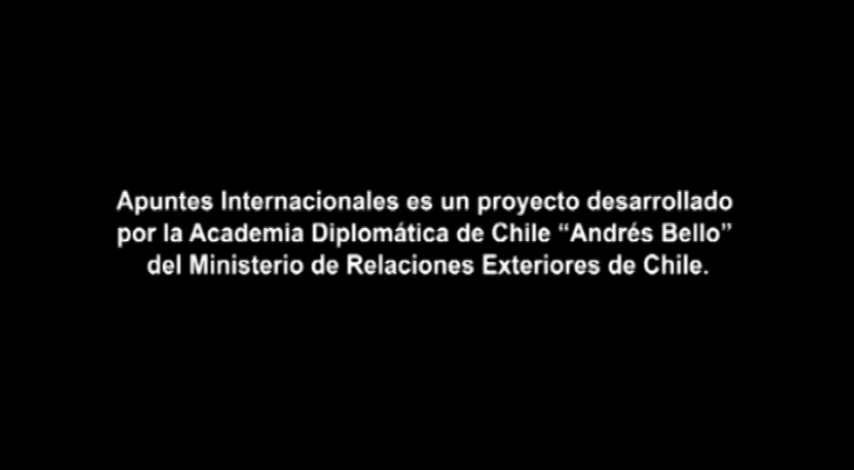 Apuntes Internacionales es un proyecto desarrollado
por la Academia Diplomática de Chile “Andrés Bello”
del Ministerio de Relaciones Exteriores de Chile.